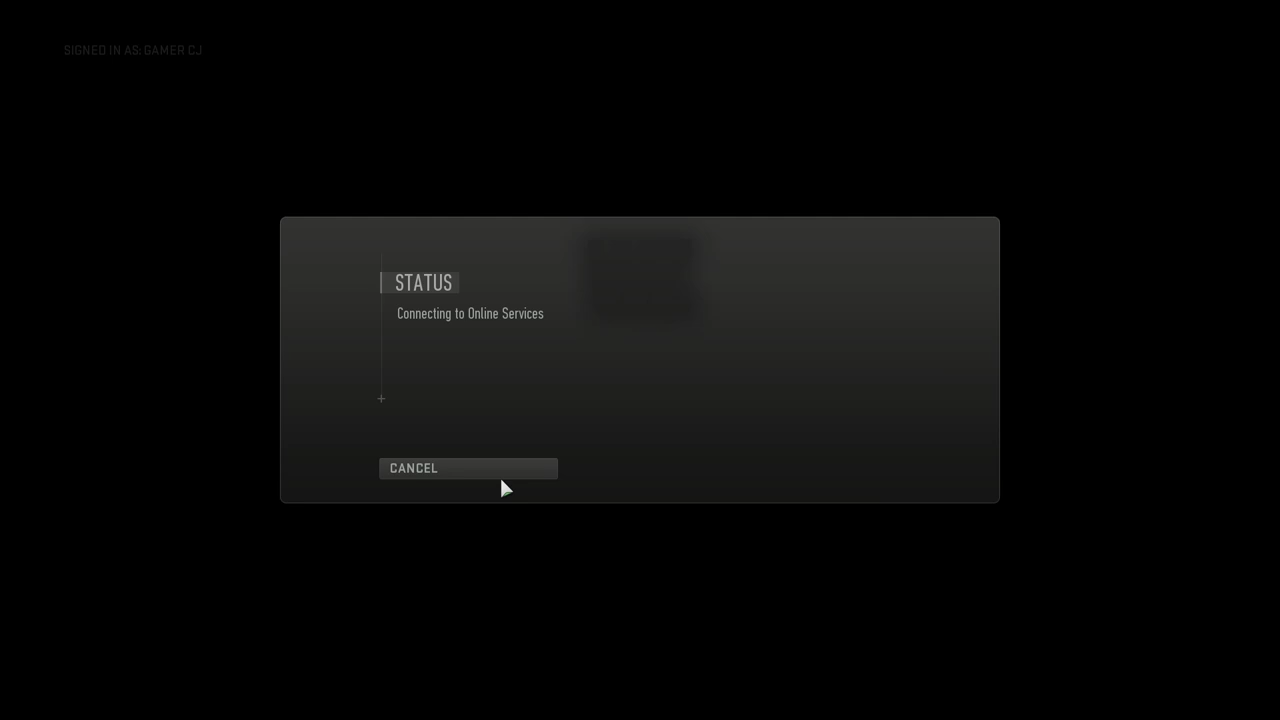 SIGNED IN AS: GAMER CJ
STATUS
Connecting to Online Services
CANCEL